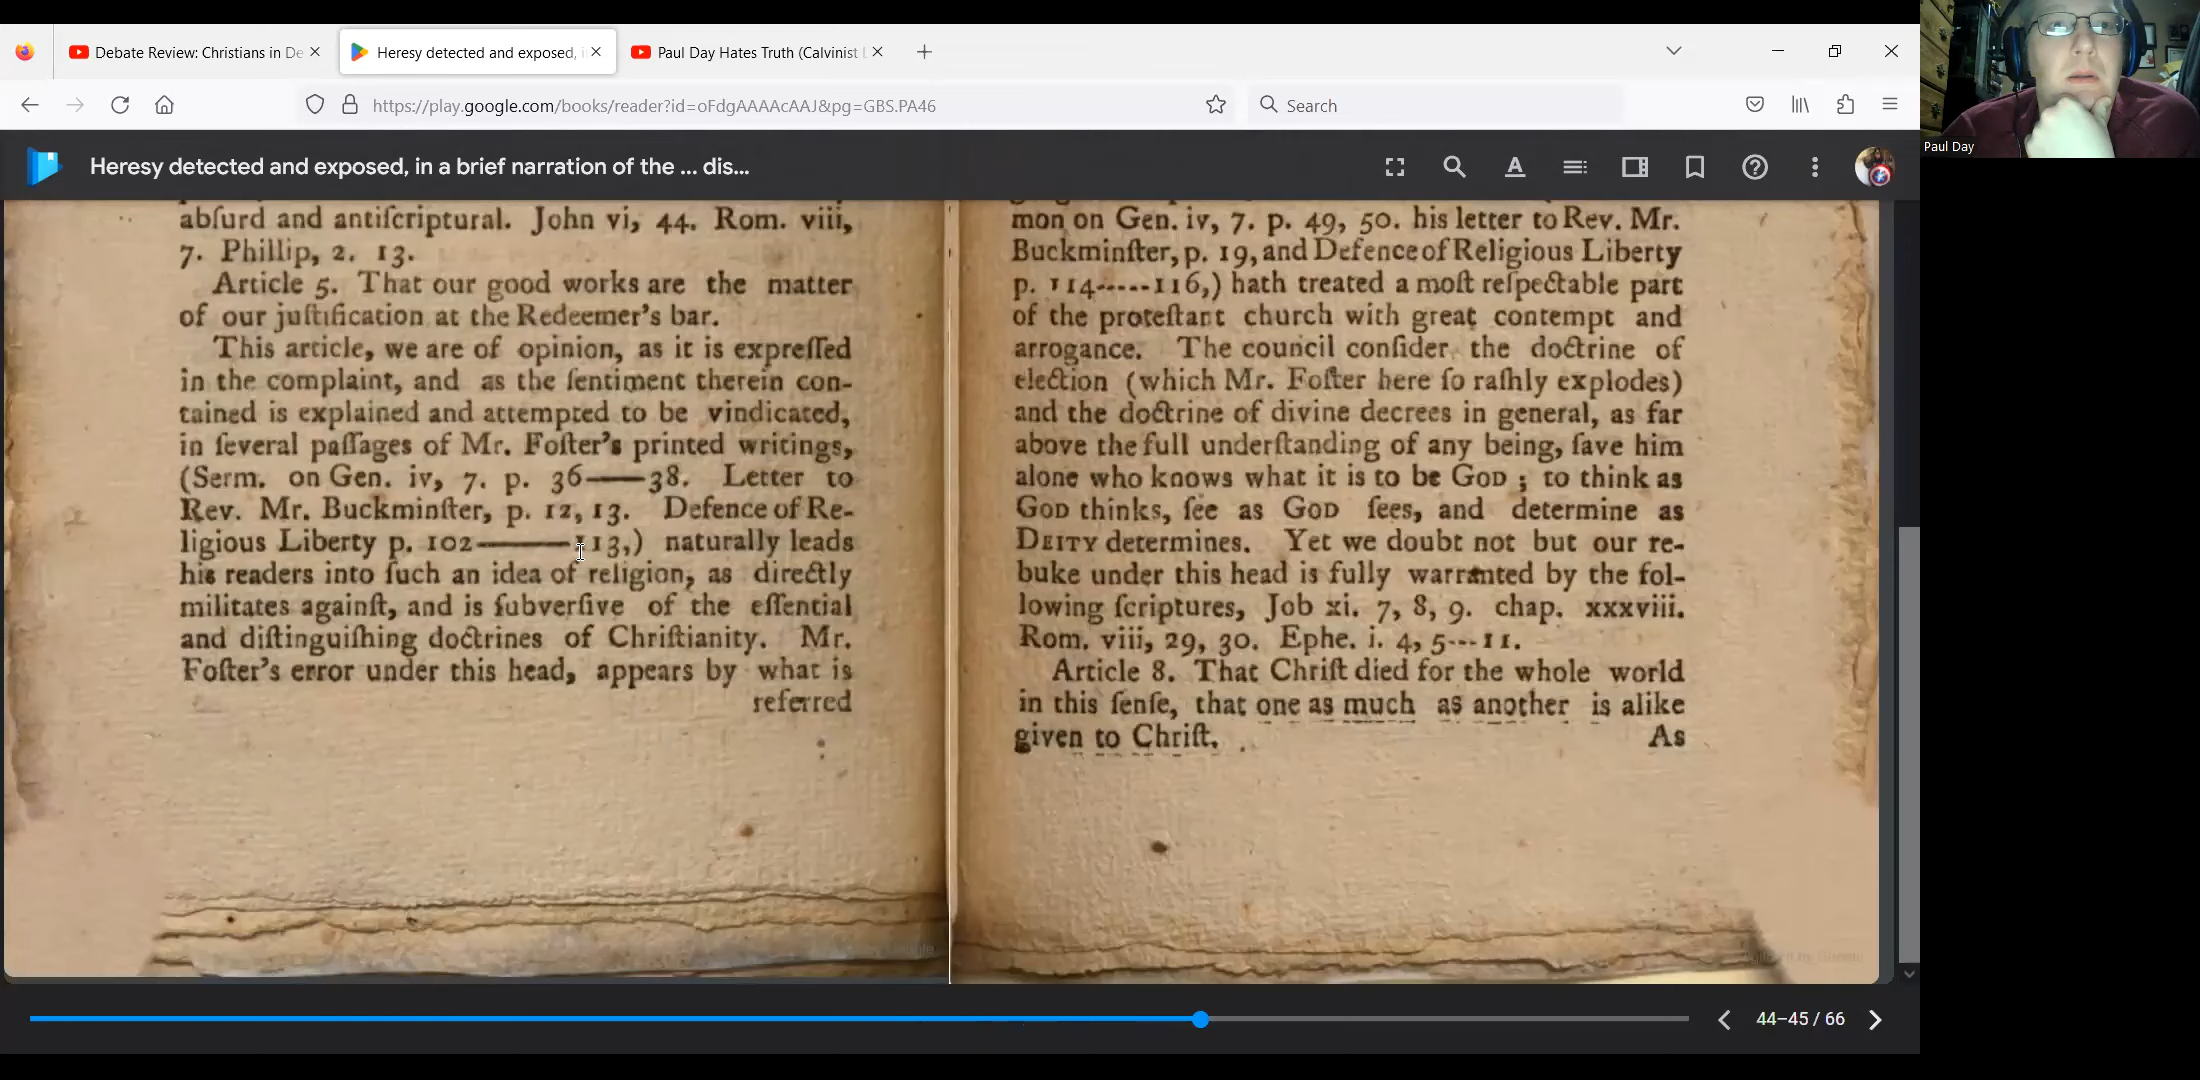 Debate Review: Christians in De
Heresy detected and exposed, i
Paul Day Hates Truth (Calvinist
https://play.google.com/books/reader?id=oFdgAAAAcAAJ&pg=GBS.PA46
Search
Paul Day
Heresy detected and exposed, in a brief narration of the ... dis...
abſurd and antiſcriptural. John vi, 44. Rom. viii,
7. Phillip, 2. 13.
Article 5. That our good works are the matter
of our juſtification at the Redeemer's bar.
This article, we are of opinion, as it is expreſſed
in the complaint, and as the ſentiment therein con-
tained is explained and attempted to be vindicated,
in ſeveral paſſages of Mr. Foſter's printed writings,
(Serm. on Gen. iv, 7. p. 36——38. Letter to
Rev. Mr. Buckminſter, p. 12, 13. Defence of Re-
ligious Liberty p. 102———113,) naturally leads
his readers into ſuch an idea of religion, as directly
militates againſt, and is ſubverſive of the eſſential
and diſtinguiſhing doctrines of Chriſtianity. Mr.
Foſter's error under this head, appears by what is
referred
mon on Gen. iv, 7. p. 49, 50. his letter to Rev. Mr.
Buckminſter, p. 19, and Defence of Religious Liberty
p. 114-----116,) hath treated a moſt reſpectable part
of the proteſtant church with great contempt and
arrogance. The council conſider the doctrine of
election (which Mr. Foſter here ſo raſhly explodes)
and the doctrine of divine decrees in general, as far
above the full underſtanding of any being, ſave him
alone who knows what it is to be GOD ; to think as
GOD thinks, ſee as GOD ſees, and determine as
DEITY determines. Yet we doubt not but our re-
buke under this head is fully warranted by the fol-
lowing ſcriptures, Job xi. 7, 8, 9. chap. xxxviii.
Rom. viii, 29, 30. Ephe. i. 4, 5---11.
Article 8. That Chriſt died for the whole world
in this ſenſe, that one as much as another is alike
given to Chriſt.
As
44–45 / 66